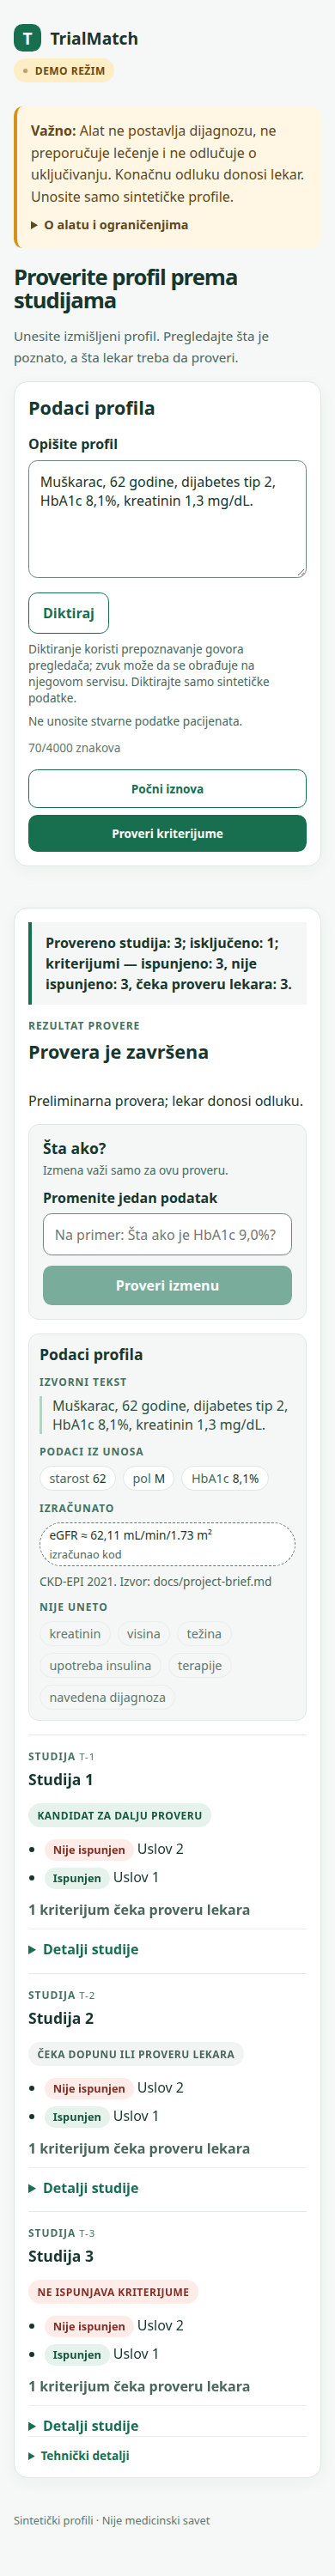 T TrialMatch
DEMO REŽIM
Važno: Alat ne postavlja dijagnozu, ne
preporučuje lečenje i ne odlučuje o
uključivanju. Konačnu odluku donosi lekar.
Unosite samo sintetičke profile.
O alatu i ograničenjima
Proverite profil prema
studijama
Unesite izmišljeni profil. Pregledajte šta je
poznato, a šta lekar treba da proveri.
Podaci profila
Opišite profil
Muškarac, 62 godine, dijabetes tip 2,
HbA1c 8,1%, kreatinin 1,3 mg/dL.
Diktiraj
Diktiranje koristi prepoznavanje govora
pregledača; zvuk može da se obrađuje na
njegovom servisu. Diktirajte samo sintetičke
podatke.
Ne unosite stvarne podatke pacijenata.
70/4000 znakova
Počni iznova
Proveri kriterijume
Provereno studija: 3; isključeno: 1;
kriterijumi — ispunjeno: 3, nije
ispunjeno: 3, čeka proveru lekara: 3.
REZULTAT PROVERE
Provera je završena
Preliminarna provera; lekar donosi odluku.
Šta ako?
Izmena važi samo za ovu proveru.
Promenite jedan podatak
Na primer: Šta ako je HbA1c 9,0%?
Proveri izmenu
Podaci profila
IZVORNI TEKST
Muškarac, 62 godine, dijabetes tip 2,
HbA1c 8,1%, kreatinin 1,3 mg/dL.
PODACI IZ UNOSA
starost 62 pol M HbA1c 8,1%
IZRAČUNATO
eGFR ≈ 62,11 mL/min/1.73 m²
izračunao kod
CKD-EPI 2021. Izvor: docs/project-brief.md
NIJE UNETO
kreatinin visina težina
upotreba insulina terapije
navedena dijagnoza
STUDIJA T-1
Studija 1
KANDIDAT ZA DALJU PROVERU
Nije ispunjen Uslov 2
Ispunjen Uslov 1
1 kriterijum čeka proveru lekara
Detalji studije
STUDIJA T-2
Studija 2
ČEKA DOPUNU ILI PROVERU LEKARA
Nije ispunjen Uslov 2
Ispunjen Uslov 1
1 kriterijum čeka proveru lekara
Detalji studije
STUDIJA T-3
Studija 3
NE ISPUNJAVA KRITERIJUME
Nije ispunjen Uslov 2
Ispunjen Uslov 1
1 kriterijum čeka proveru lekara
Detalji studije
Tehnički detalji
Sintetički profili · Nije medicinski savet